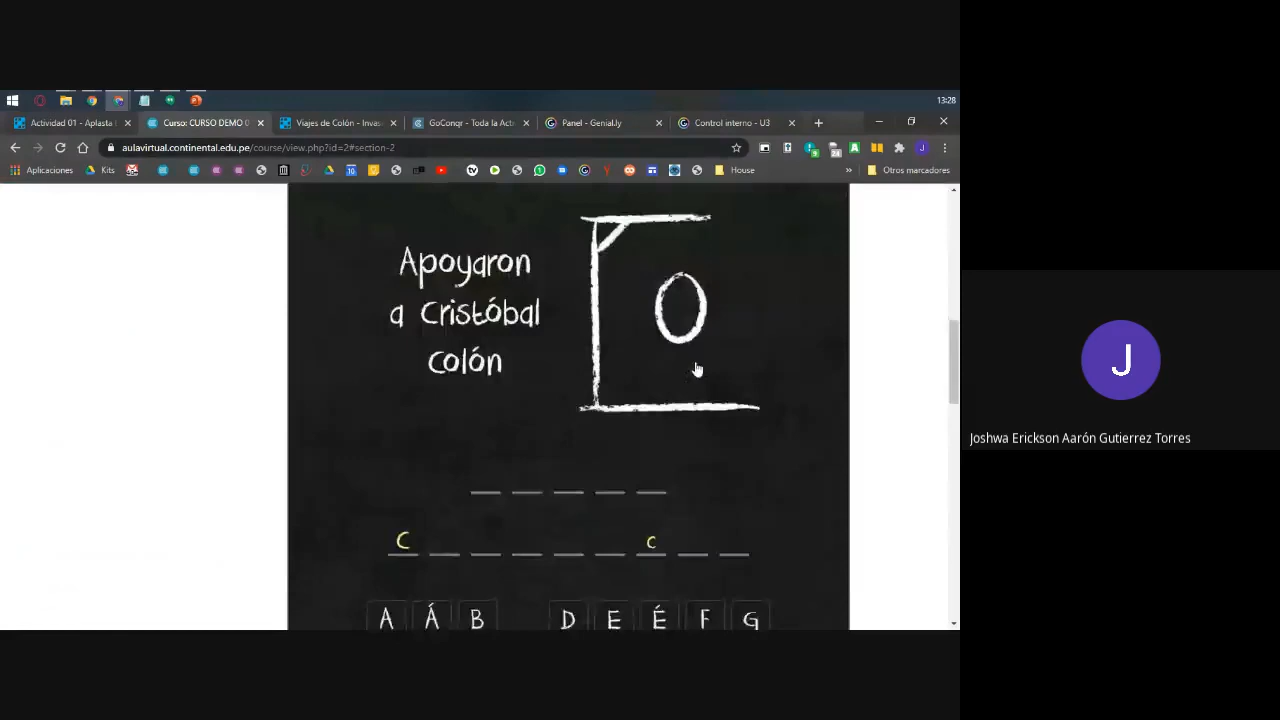 13:28
Actividad 01 - Aplasta l
Curso: CURSO DEMO 0
Viajes de Colón - Invas
GoConqr - Toda la Acti
Panel - Genial.ly
Control interno - U3
aulavirtual.continental.edu.pe/course/view.php?id=2#section-2
Aplicaciones
Kits
House
Otros marcadores
Apoyaron
a Cristóbal
Colón
C C
A Á B D E É F G
J
Joshwa Erickson Aarón Gutierrez Torres